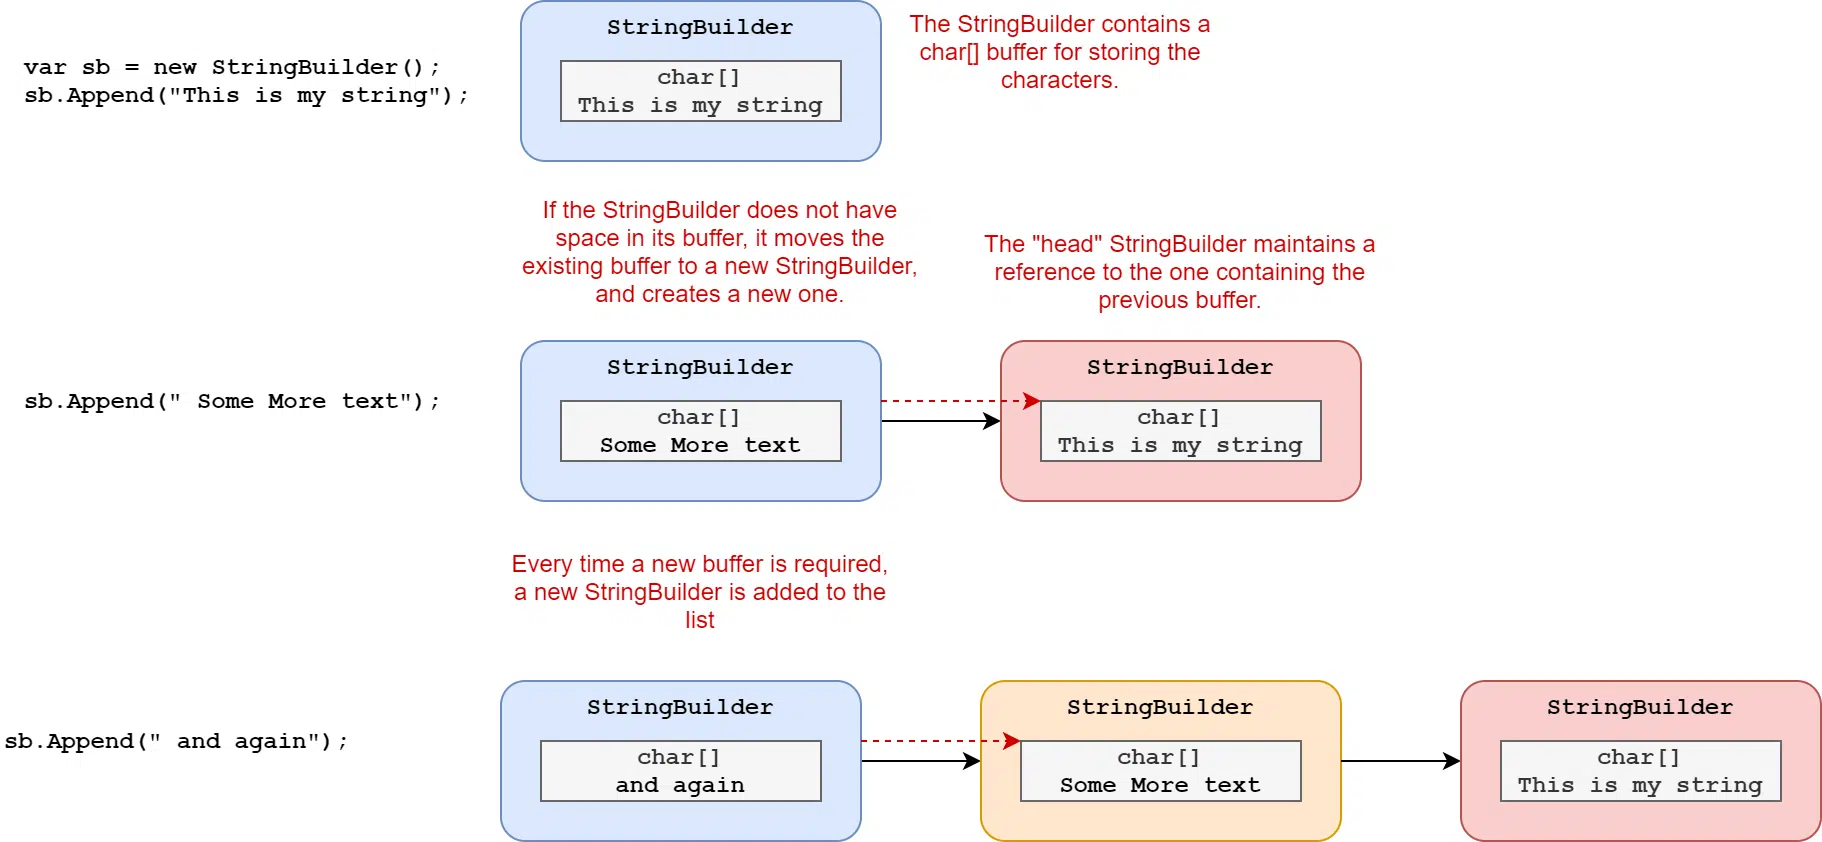 var sb = new StringBuilder();
sb.Append("This is my string");
StringBuilder
char[]
This is my string
The StringBuilder contains a
char[] buffer for storing the
characters.
If the StringBuilder does not have
space in its buffer, it moves the
existing buffer to a new StringBuilder,
and creates a new one.
The "head" StringBuilder maintains a
reference to the one containing the
previous buffer.
sb.Append(" Some More text");
StringBuilder
char[]
Some More text
StringBuilder
char[]
This is my string
Every time a new buffer is required,
a new StringBuilder is added to the
list
sb.Append(" and again");
StringBuilder
char[]
and again
StringBuilder
char[]
Some More text
StringBuilder
char[]
This is my string